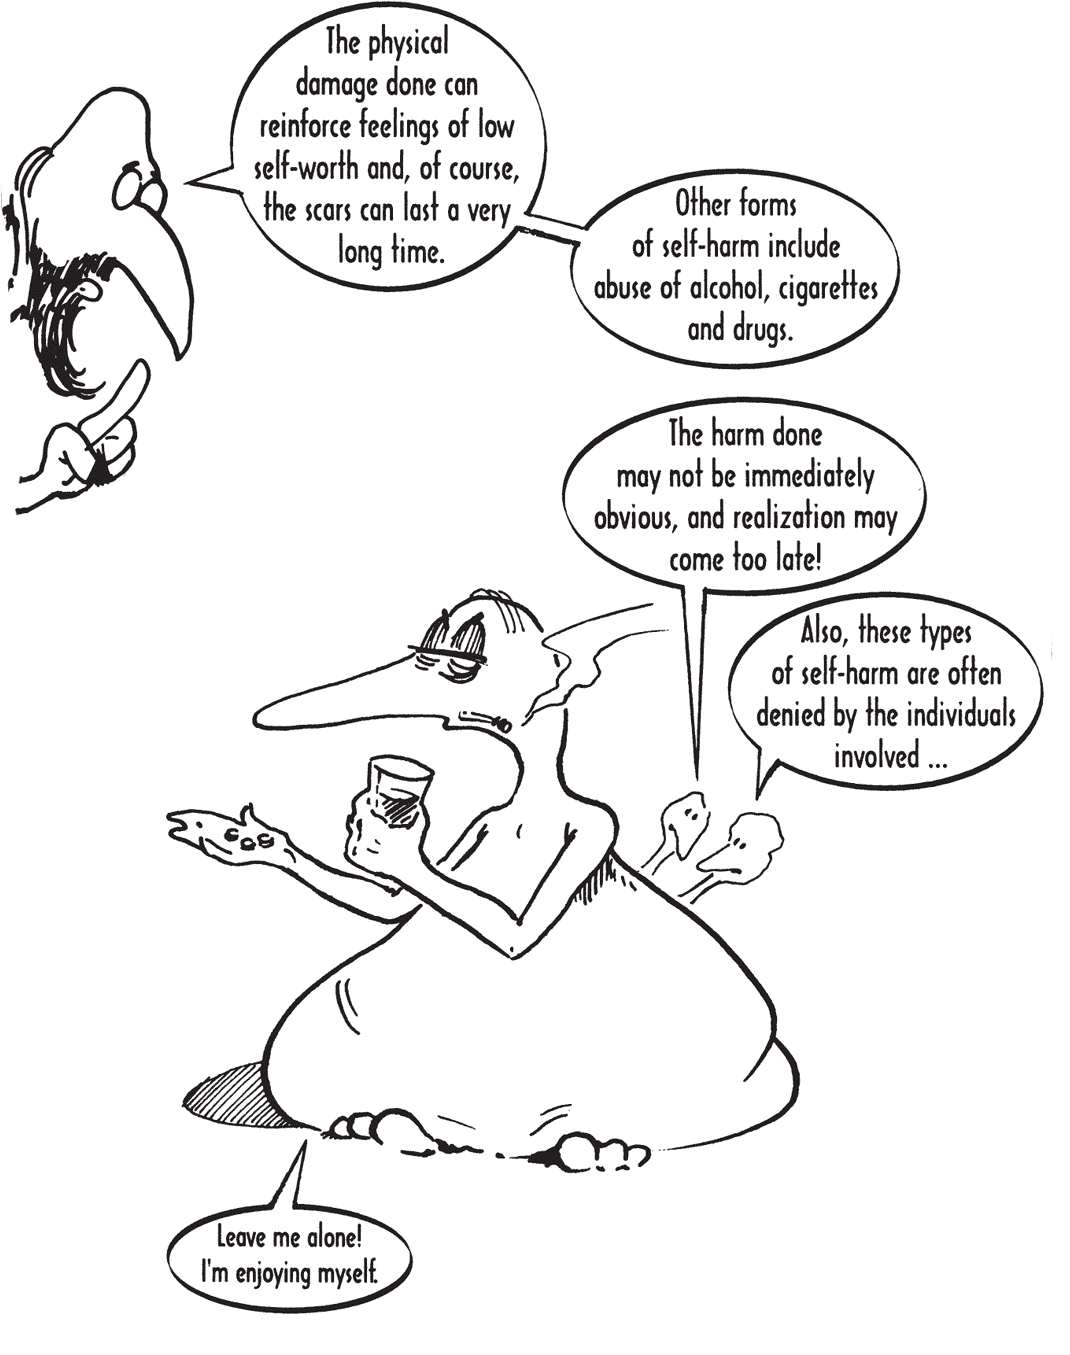 The physical
damage done can
reinforce feelings of low
self-worth and, of course,
the scars can last a very
long time.
Other forms
of self-harm include
abuse of alcohol, cigarettes
and drugs.
The harm done
may not be immediately
obvious, and realization may
come too late!
Also, these types
of self-harm are often
denied by the individuals
involved ...
Leave me alone!
I'm enjoying myself.